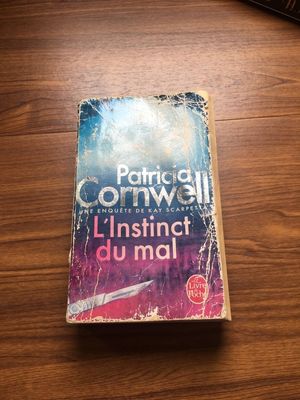 Patricia
Cornwell
UNE ENQUÊTE DE KAY SCARPETTA
L'Instinct
du mal
Le Livre
de Poche